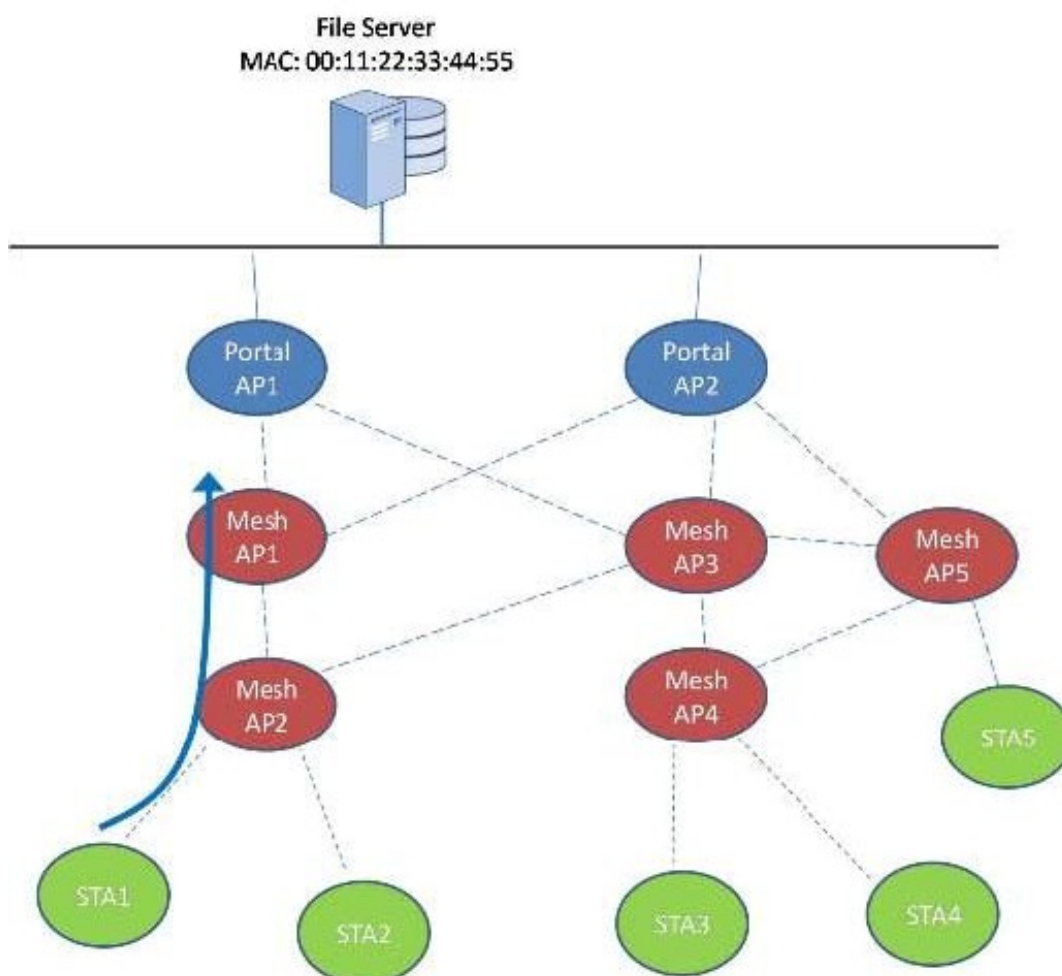 File Server
MAC: 00:11:22:33:44:55
Portal
AP1
Portal
AP2
Mesh
AP1
Mesh
AP3
Mesh
AP5
Mesh
AP2
Mesh
AP4
STA5
STA1
STA2
STA3
STA4